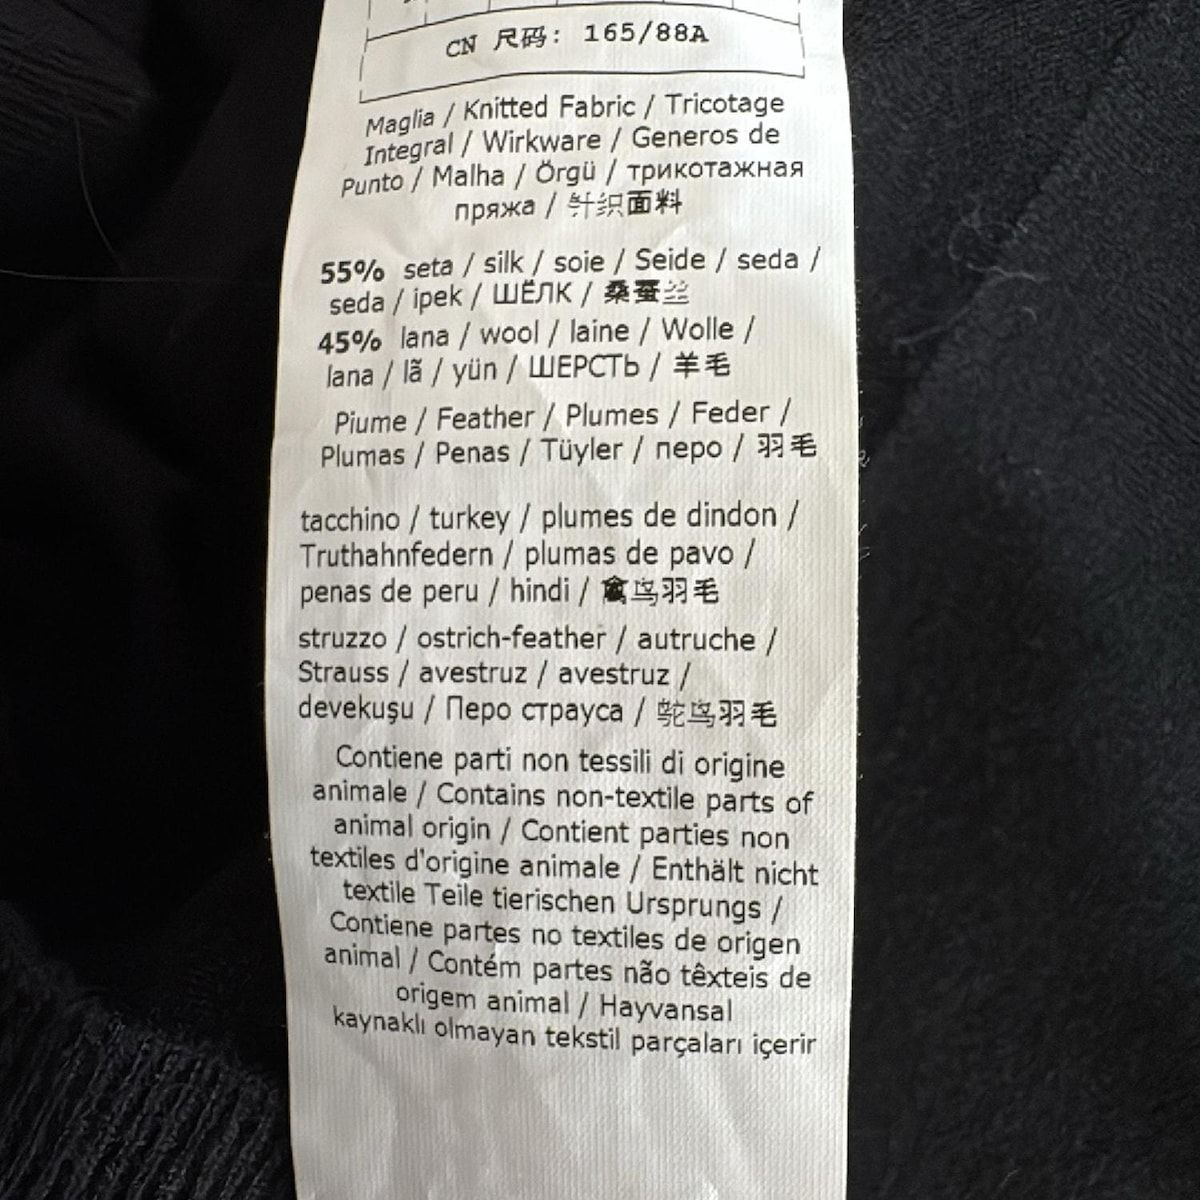 CN 尺码: 165/88A
Maglia / Knitted Fabric / Tricotage
Integral / Wirkware / Generos de
Punto / Malha / Örgü / трикотажная
пряжа / 针织面料
55% seta / silk / soie / Seide / seda /
seda / ipek / ШЁЛК / 桑蚕丝
45% lana / wool / laine / Wolle /
lana / lã / yün / ШЕРСТЬ / 羊毛
Piume / Feather / Plumes / Feder /
Plumas / Penas / Tüyler / перо / 羽毛
tacchino / turkey / plumes de dindon /
Truthahnfedern / plumas de pavo /
penas de peru / hindi / 禽鸟羽毛
struzzo / ostrich-feather / autruche /
Strauss / avestruz / avestruz /
devekuşu / Перо страуса / 鸵鸟羽毛
Contiene parti non tessili di origine
animale / Contains non-textile parts of
animal origin / Contient parties non
textiles d'origine animale / Enthält nicht
textile Teile tierischen Ursprungs /
Contiene partes no textiles de origen
animal / Contém partes não têxteis de
origem animal / Hayvansal
kaynaklı olmayan tekstil parçaları içerir